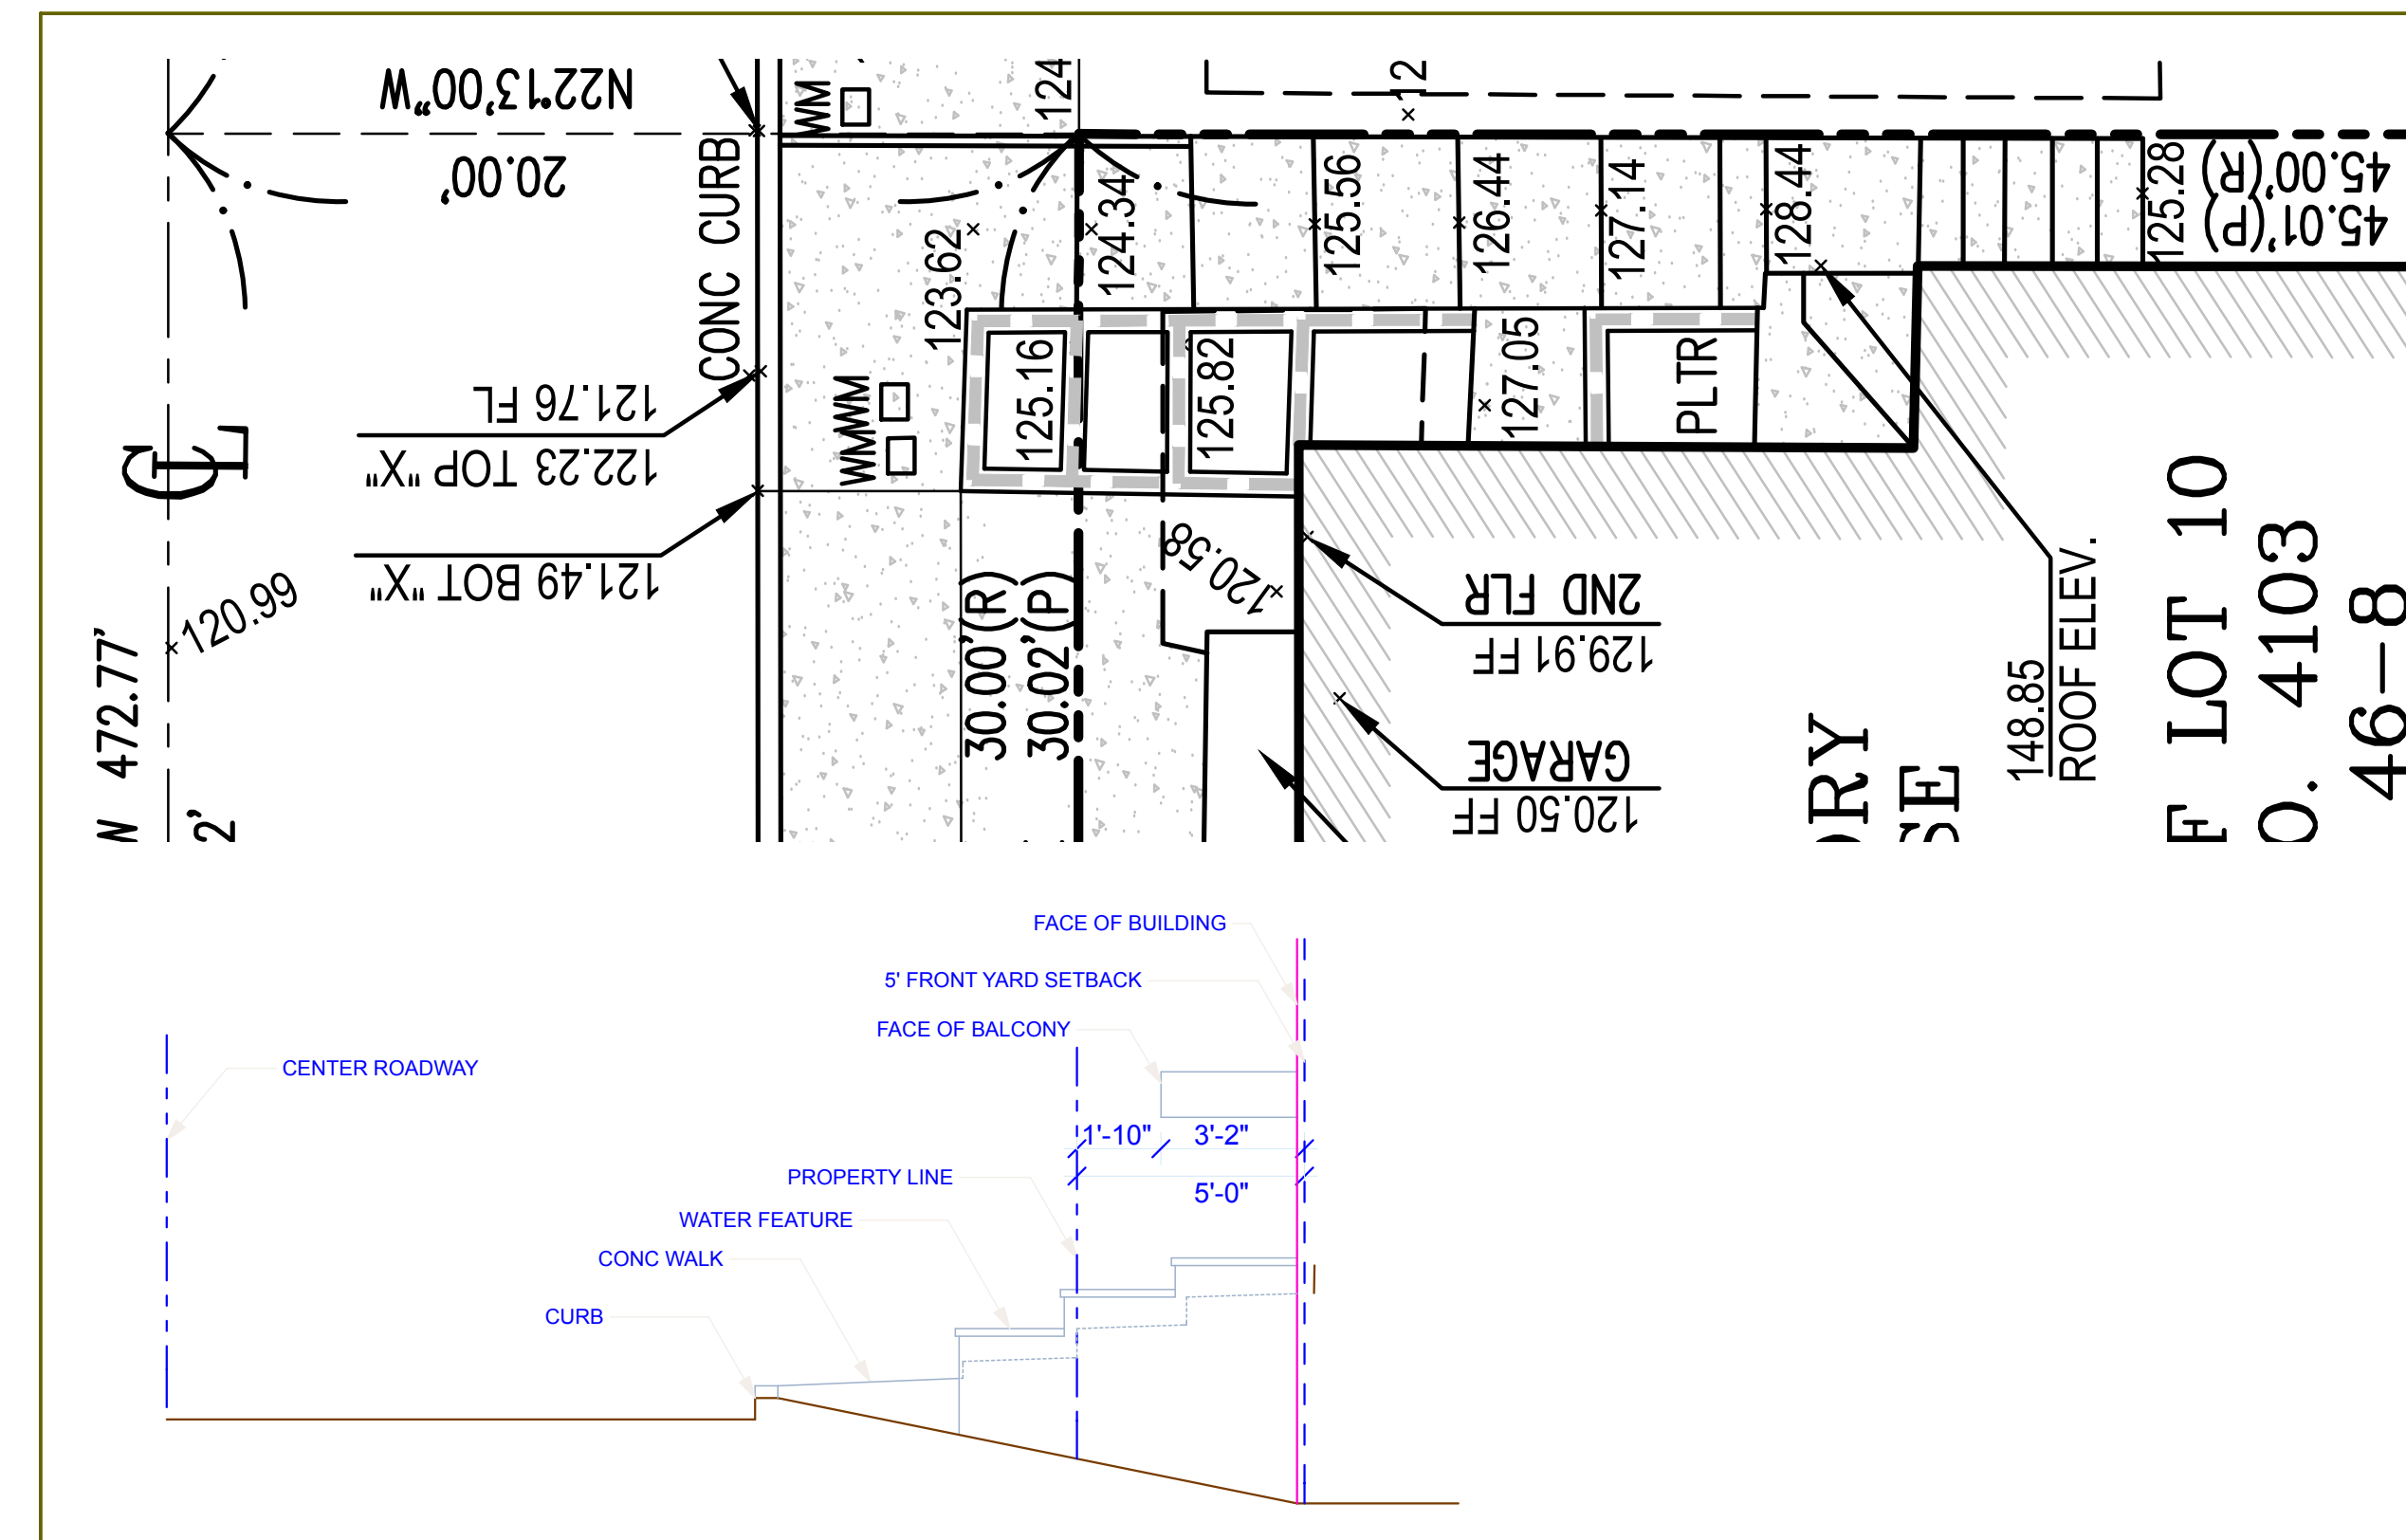 N22°13'00"W
20.00'
CONC CURB
WM
124
123.62
124.34
125.56
126.44
127.14
128.44
125.28
45.00'(R)
45.01'(P)
121.76 FL
122.23 TOP "X"
121.49 BOT "X"
WM
WM
125.16
125.82
127.05
PLTR
CL
120.99
472.77'
W
2'
30.00'(R)
30.02'(P)
120.58
2ND FLR
129.91 FF
GARAGE
120.50 FF
148.85
ROOF ELEV.
LOT 10
4103
46-8
FACE OF BUILDING
5' FRONT YARD SETBACK
FACE OF BALCONY
CENTER ROADWAY
1'-10" 3'-2"
PROPERTY LINE
5'-0"
WATER FEATURE
CONC WALK
CURB